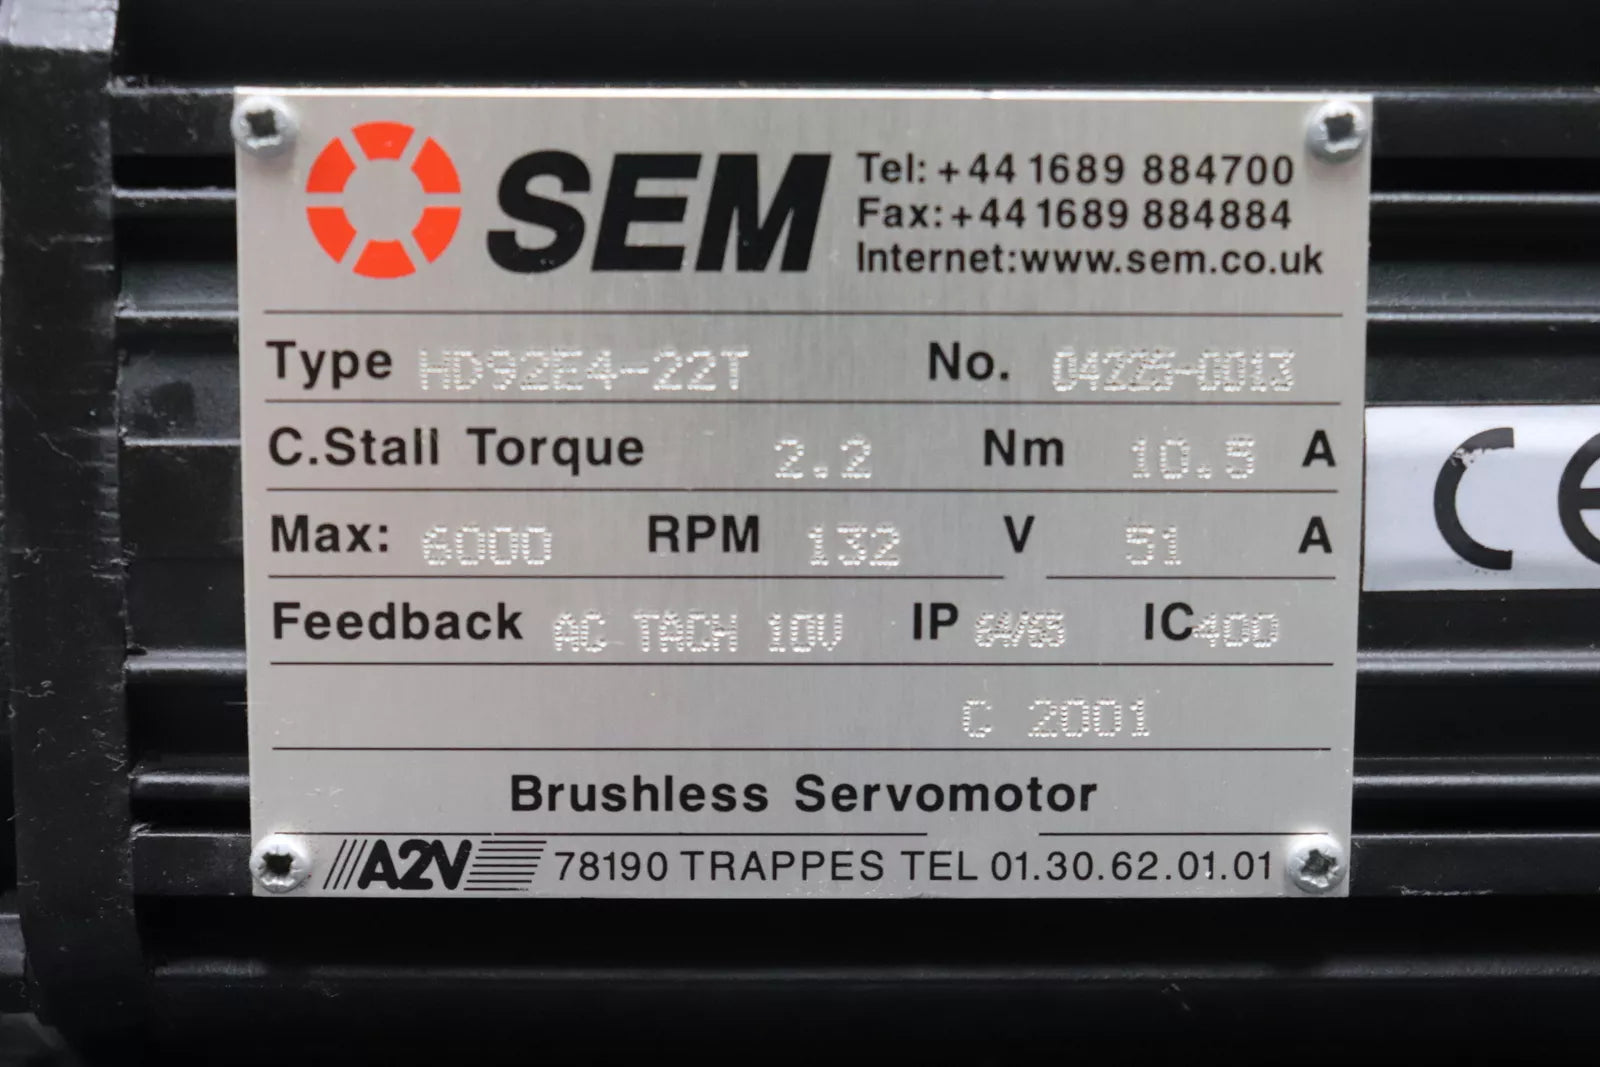 SEM
Tel: +44 1689 884700
Fax: +44 1689 884884
Internet:www.sem.co.uk
Type HD92E4-22T No. 04225-0013
C.Stall Torque 2.2 Nm 10.5 A
Max: 6000 RPM 132 V 51 A
Feedback AC TACH 10V IP 64/65 IC400
C 2001
Brushless Servomotor
A2V 78190 TRAPPES TEL 01.30.62.01.01
CE